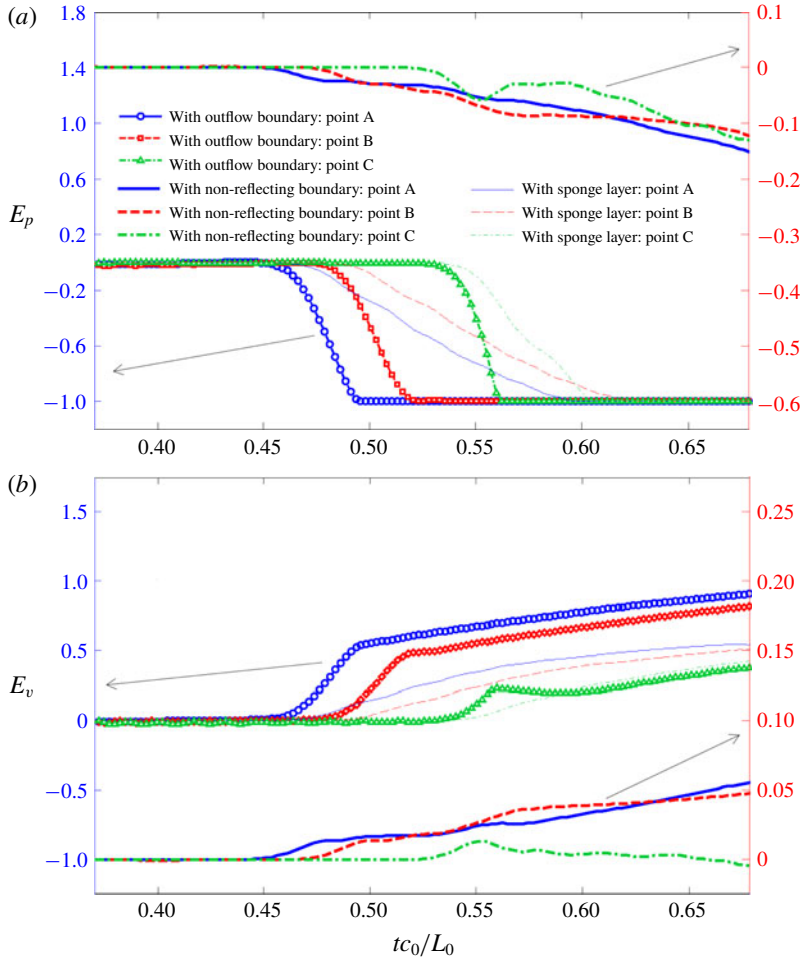 (a)
1.8
1.4
1.0
0.6
0.2
−0.2
−0.6
−1.0
E_p
0.1
0
−0.1
−0.2
−0.3
−0.4
−0.5
−0.6
With outflow boundary: point A
With outflow boundary: point B
With outflow boundary: point C
With non-reflecting boundary: point A
With non-reflecting boundary: point B
With non-reflecting boundary: point C
With sponge layer: point A
With sponge layer: point B
With sponge layer: point C
0.40 0.45 0.50 0.55 0.60 0.65
(b)
1.5
1.0
0.5
0
−0.5
−1.0
E_v
0.25
0.20
0.15
0.10
0.05
0
0.40 0.45 0.50 0.55 0.60 0.65
tc_0/L_0